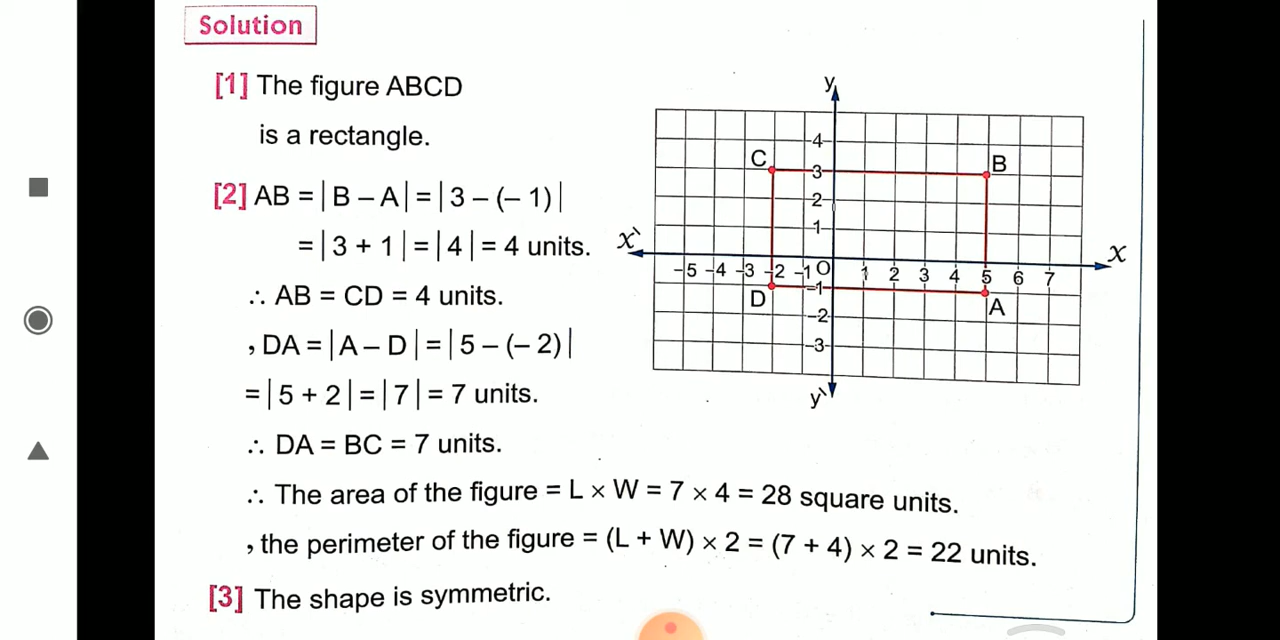 Solution
[1] The figure ABCD
is a rectangle.
[2] AB = | B – A | = | 3 – (– 1) |
= | 3 + 1 | = | 4 | = 4 units.
∴ AB = CD = 4 units.
, DA = | A – D | = | 5 – (– 2) |
= | 5 + 2 | = | 7 | = 7 units.
∴ DA = BC = 7 units.
∴ The area of the figure = L × W = 7 × 4 = 28 square units.
, the perimeter of the figure = (L + W) × 2 = (7 + 4) × 2 = 22 units.
[3] The shape is symmetric.
y
4
C B
3
2
1
x` x
–5 –4 –3 –2 –1 O 1 2 3 4 5 6 7
–1
D A
–2
–3
y`